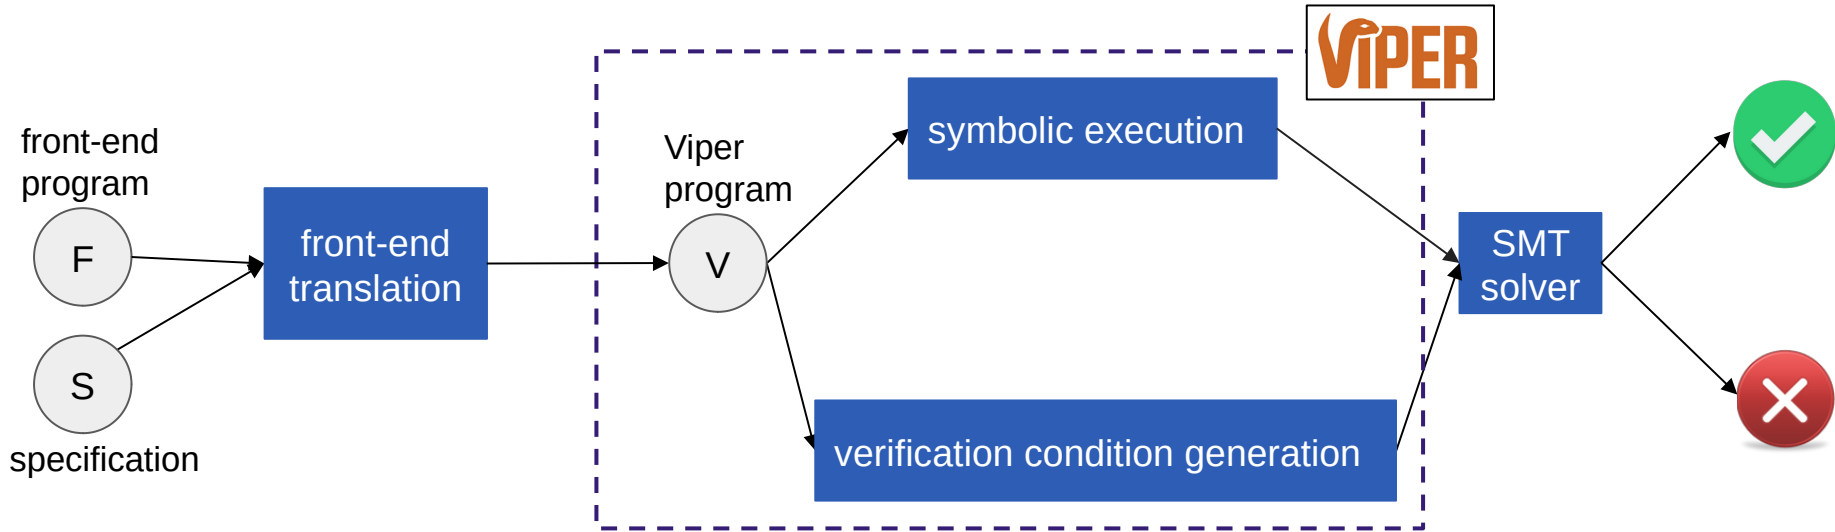 front-end
program
F
S
specification
front-end
translation
Viper
program
V
symbolic execution
verification condition generation
VIPER
SMT
solver